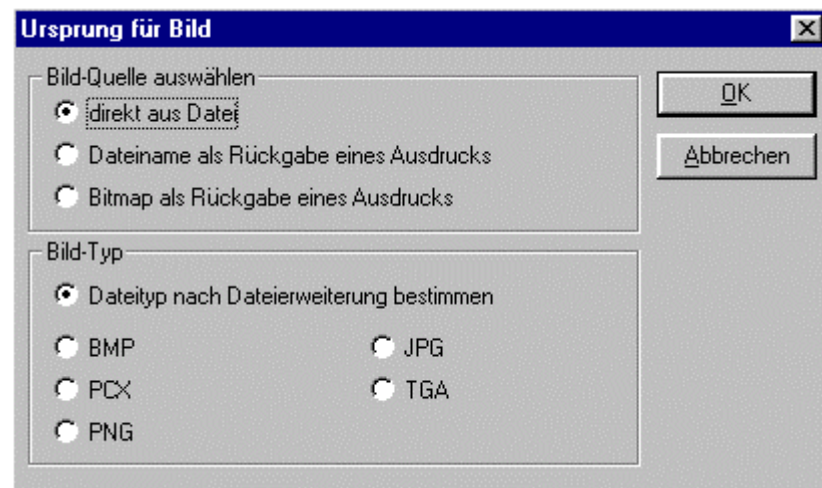 Ursprung für Bild
Bild-Quelle auswählen
direkt aus Datei
Dateiname als Rückgabe eines Ausdrucks
Bitmap als Rückgabe eines Ausdrucks
OK
Abbrechen
Bild-Typ
Dateityp nach Dateierweiterung bestimmen
BMP
JPG
PCX
TGA
PNG